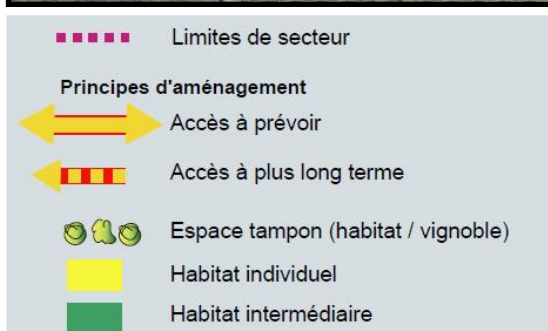 Limites de secteur
Principes d'aménagement
Accès à prévoir
Accès à plus long terme
Espace tampon (habitat / vignoble)
Habitat individuel
Habitat intermédiaire